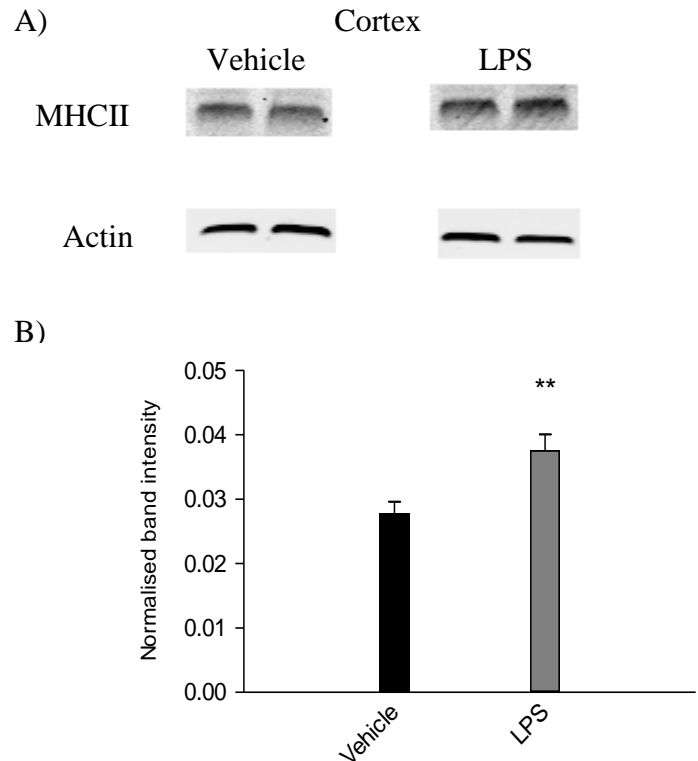 A) Cortex
Vehicle LPS
MHCII
Actin
B)
Normalised band intensity
0.05
**
0.04
0.03
0.02
0.01
0.00
Vehicle LPS